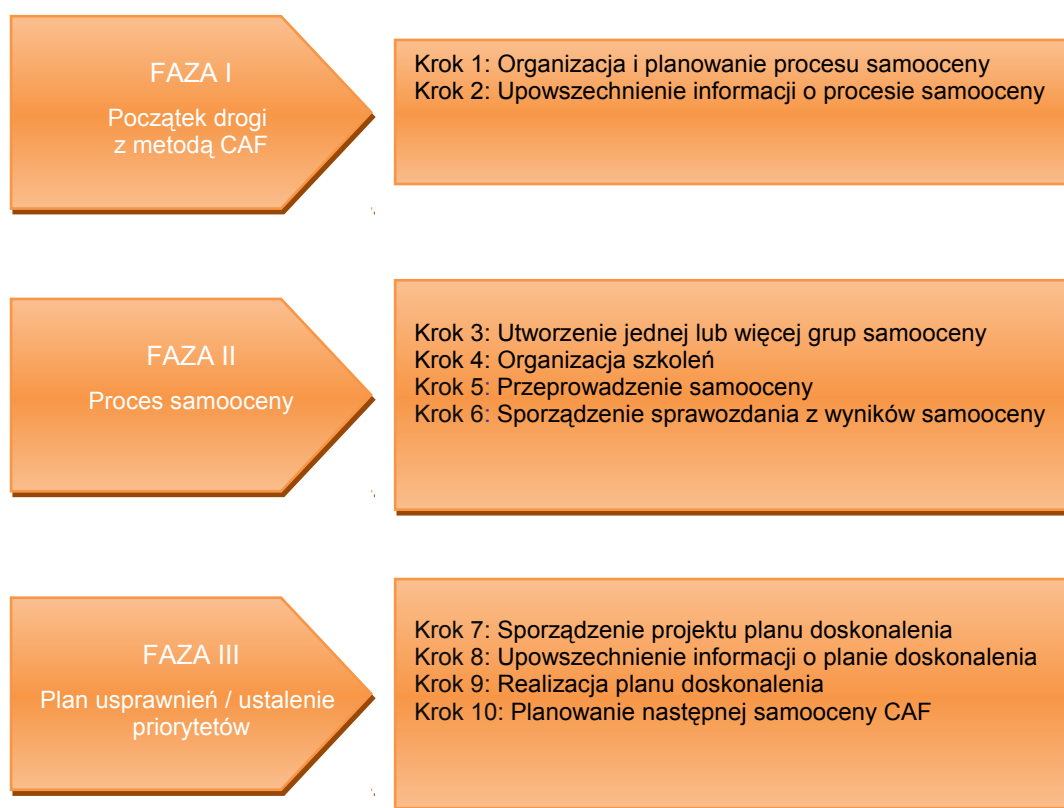 FAZA I
Początek drogi
z metodą CAF
Krok 1: Organizacja i planowanie procesu samooceny
Krok 2: Upowszechnienie informacji o procesie samooceny
FAZA II
Proces samooceny
Krok 3: Utworzenie jednej lub więcej grup samooceny
Krok 4: Organizacja szkoleń
Krok 5: Przeprowadzenie samooceny
Krok 6: Sporządzenie sprawozdania z wyników samooceny
FAZA III
Plan usprawnień / ustalenie
priorytetów
Krok 7: Sporządzenie projektu planu doskonalenia
Krok 8: Upowszechnienie informacji o planie doskonalenia
Krok 9: Realizacja planu doskonalenia
Krok 10: Planowanie następnej samooceny CAF